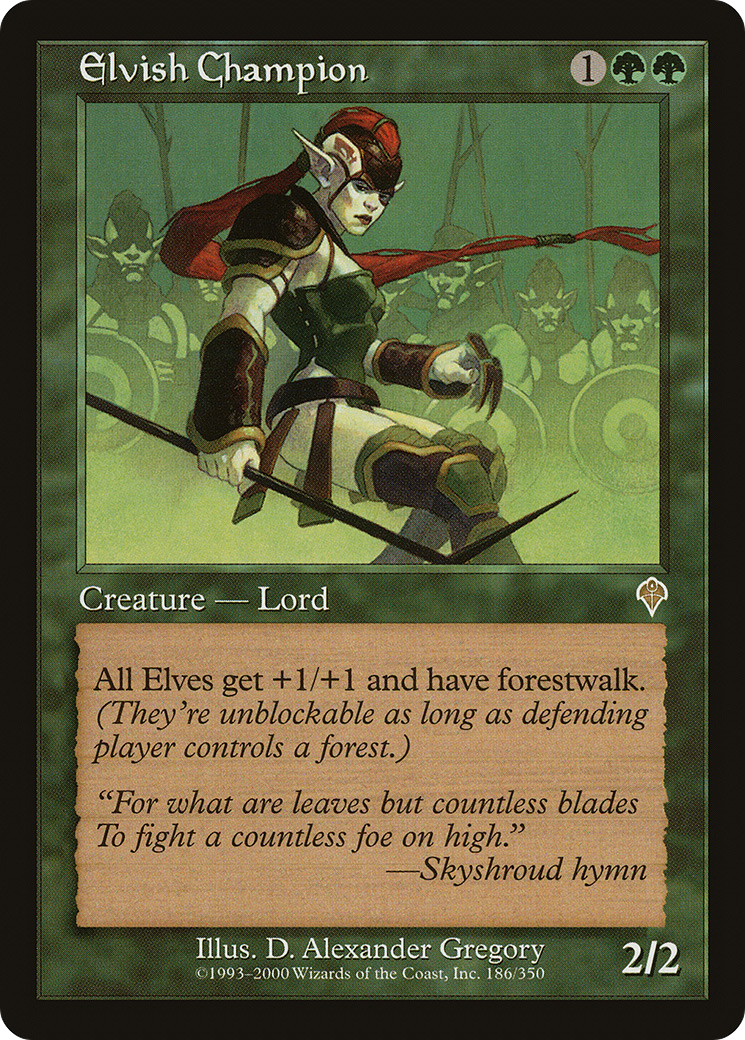 Elvish Champion 1
Creature — Lord
All Elves get +1/+1 and have forestwalk.
(They're unblockable as long as defending
player controls a forest.)
“For what are leaves but countless blades
To fight a countless foe on high.”
—Skyshroud hymn
Illus. D. Alexander Gregory
©1993–2000 Wizards of the Coast, Inc. 186/350
2/2